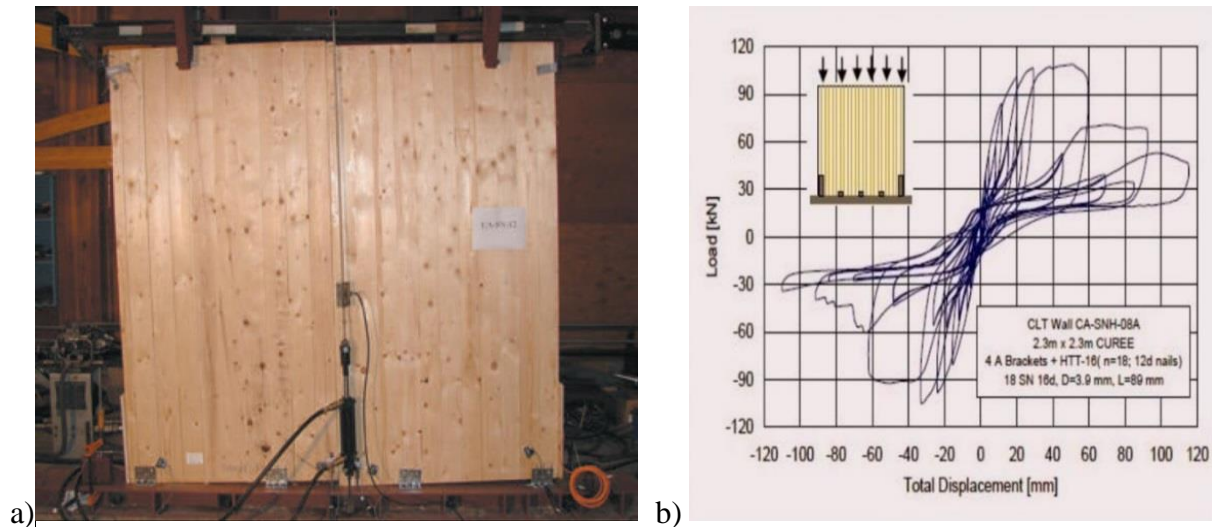 a)
b)
120
90
60
30
0
-30
-60
-90
-120
-120 -100 -80 -60 -40 -20 0 20 40 60 80 100 120
Load [kN]
Total Displacement [mm]
CLT Wall CA-SNH-08A
2.3m x 2.3m CUREE
4 A Brackets + HTT-16( n=18; 12d nails)
18 SN 16d, D=3.9 mm, L=89 mm